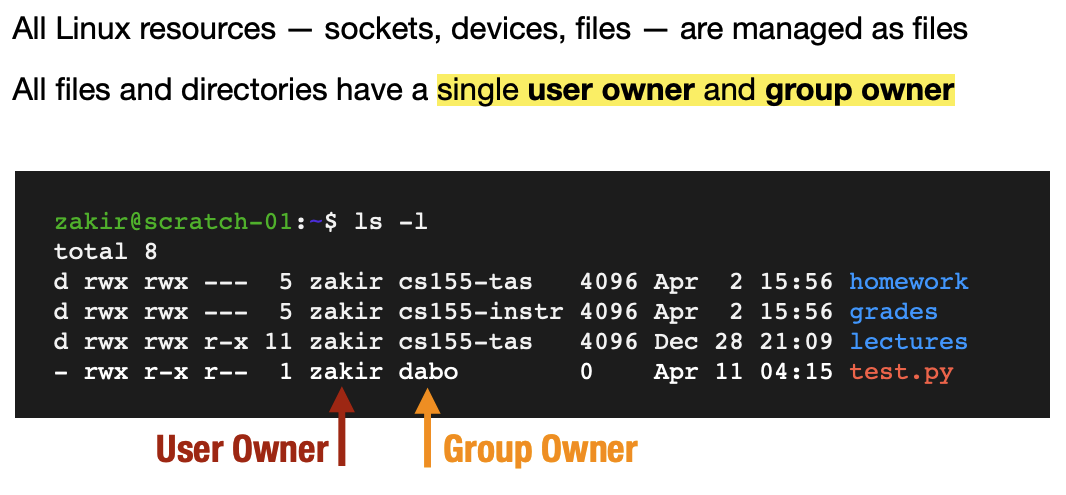 All Linux resources — sockets, devices, files — are managed as files
All files and directories have a single user owner and group owner
zakir@scratch-01:~$ ls -l
total 8
d rwx rwx ---  5 zakir cs155-tas   4096 Apr  2 15:56 homework
d rwx rwx ---  5 zakir cs155-instr 4096 Apr  2 15:56 grades
d rwx rwx r-x 11 zakir cs155-tas   4096 Dec 28 21:09 lectures
- rwx r-x r--  1 zakir dabo        0    Apr 11 04:15 test.py
User Owner Group Owner